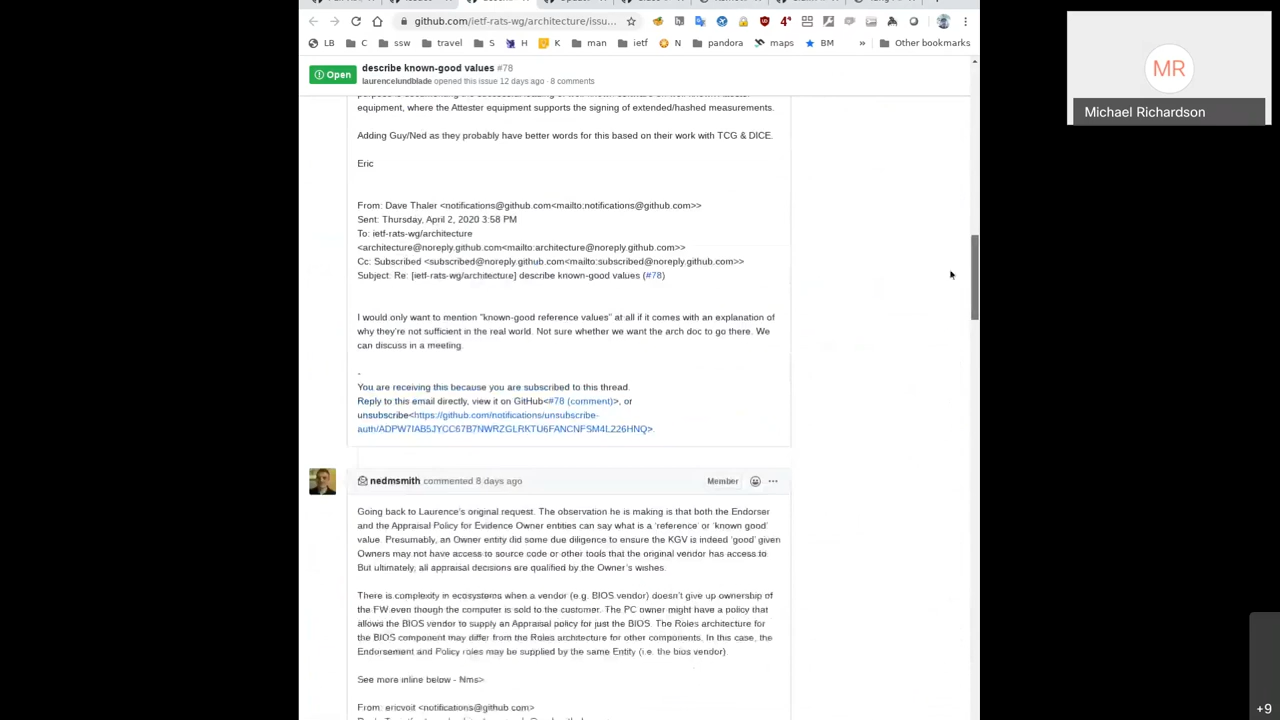 github.com/ietf-rats-wg/architecture/issu...
LB
C
ssw
travel
S
H
K
man
ietf
N
pandora
maps
BM
»
Other bookmarks
Open
describe known-good values #78
laurencelundblade opened this issue 12 days ago · 8 comments
equipment, where the Attester equipment supports the signing of extended/hashed measurements.
Adding Guy/Ned as they probably have better words for this based on their work with TCG & DICE.
Eric
From: Dave Thaler <notifications@github.com<mailto:notifications@github.com>>
Sent: Thursday, April 2, 2020 3:58 PM
To: ietf-rats-wg/architecture
<architecture@noreply.github.com<mailto:architecture@noreply.github.com>>
Cc: Subscribed <subscribed@noreply.github.com<mailto:subscribed@noreply.github.com>>
Subject: Re: [ietf-rats-wg/architecture] describe known-good values (#78)
I would only want to mention "known-good reference values" at all if it comes with an explanation of
why they're not sufficient in the real world. Not sure whether we want the arch doc to go there. We
can discuss in a meeting.
-
You are receiving this because you are subscribed to this thread.
Reply to this email directly, view it on GitHub<#78 (comment)>, or
unsubscribe<https://github.com/notifications/unsubscribe-
auth/ADPW7IAB5JYCC67B7NWRZGLRKTU6FANCNFSM4L226HNQ>.
nedmsmith commented 8 days ago
Member
Going back to Laurence's original request. The observation he is making is that both the Endorser
and the Appraisal Policy for Evidence Owner entities can say what is a 'reference' or 'known good'
value. Presumably, an Owner entity did some due diligence to ensure the KGV is indeed 'good' given
Owners may not have access to source code or other tools that the original vendor has access to.
But ultimately, all appraisal decisions are qualified by the Owner's wishes.
There is complexity in ecosystems when a vendor (e.g. BIOS vendor) doesn't give up ownership of
the FW even though the computer is sold to the customer. The PC owner might have a policy that
allows the BIOS vendor to supply an Appraisal policy for just the BIOS. The Roles architecture for
the BIOS component may differ from the Roles architecture for other components. In this case, the
Endorsement and Policy roles may be supplied by the same Entity (i.e. the bios vendor).
See more inline below - Nms>
From: ericvoit <notifications@github.com>
MR
Michael Richardson
+9